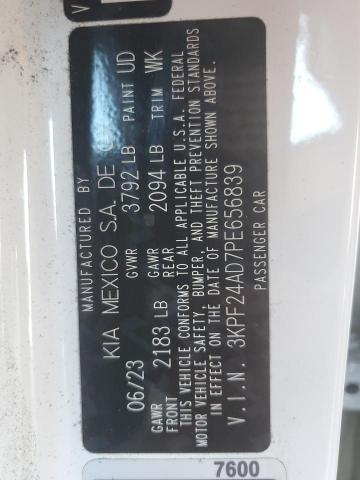 MANUFACTURED BY
KIA MEXICO S.A. DE
06/23 GVWR 3792 LB PAINT UD
GAWR FRONT 2183 LB GAWR REAR 2094 LB TRIM WK
THIS VEHICLE CONFORMS TO ALL APPLICABLE U.S.A. FEDERAL
MOTOR VEHICLE SAFETY, BUMPER, AND THEFT PREVENTION STANDARDS
IN EFFECT ON THE DATE OF MANUFACTURE SHOWN ABOVE.
V.I.N. 3KPF24AD7PE656839
PASSENGER CAR
7600